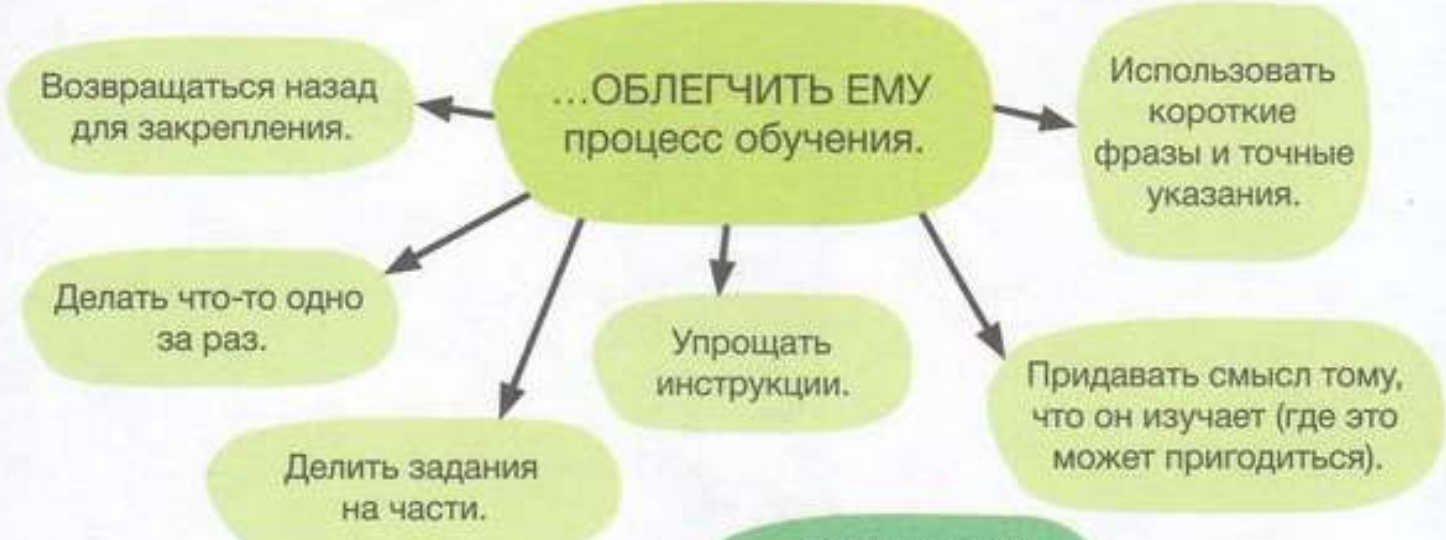 …ОБЛЕГЧИТЬ ЕМУ
процесс обучения.
Возвращаться назад
для закрепления.
Использовать
короткие
фразы и точные
указания.
Делать что-то одно
за раз.
Упрощать
инструкции.
Придавать смысл тому,
что он изучает (где это
может пригодиться).
Делить задания
на части.